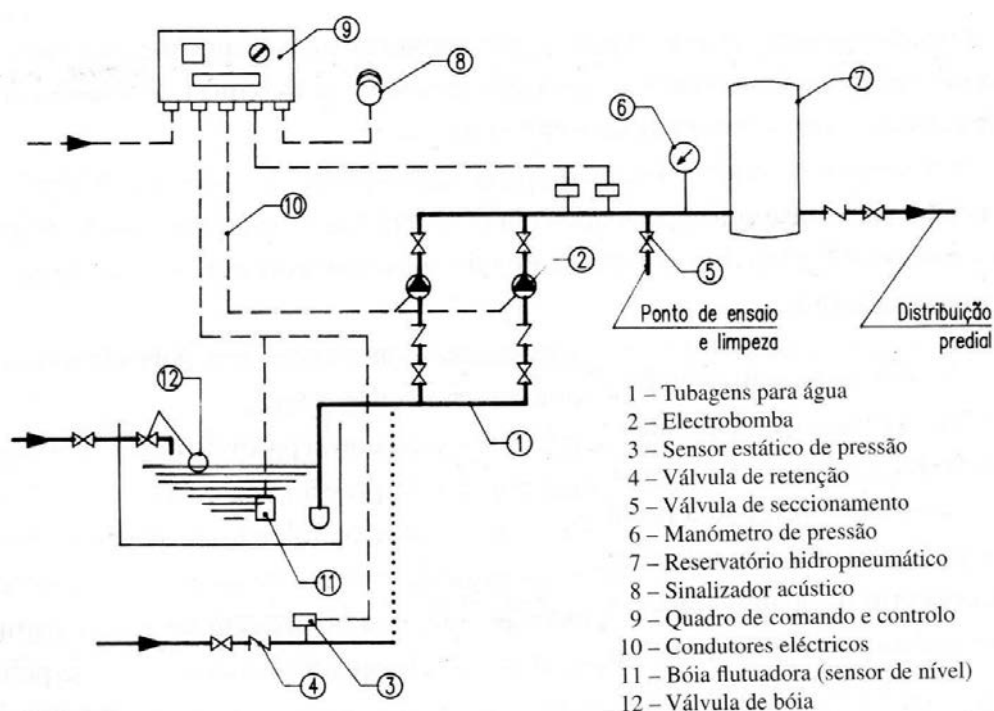 9
8
7
6
10
2
5
Ponto de ensaio
e limpeza
Distribuição
predial
12
1
11
4
3
1 – Tubagens para água
2 – Electrobomba
3 – Sensor estático de pressão
4 – Válvula de retenção
5 – Válvula de seccionamento
6 – Manómetro de pressão
7 – Reservatório hidropneumático
8 – Sinalizador acústico
9 – Quadro de comando e controlo
10 – Condutores eléctricos
11 – Bóia flutuadora (sensor de nível)
12 – Válvula de bóia